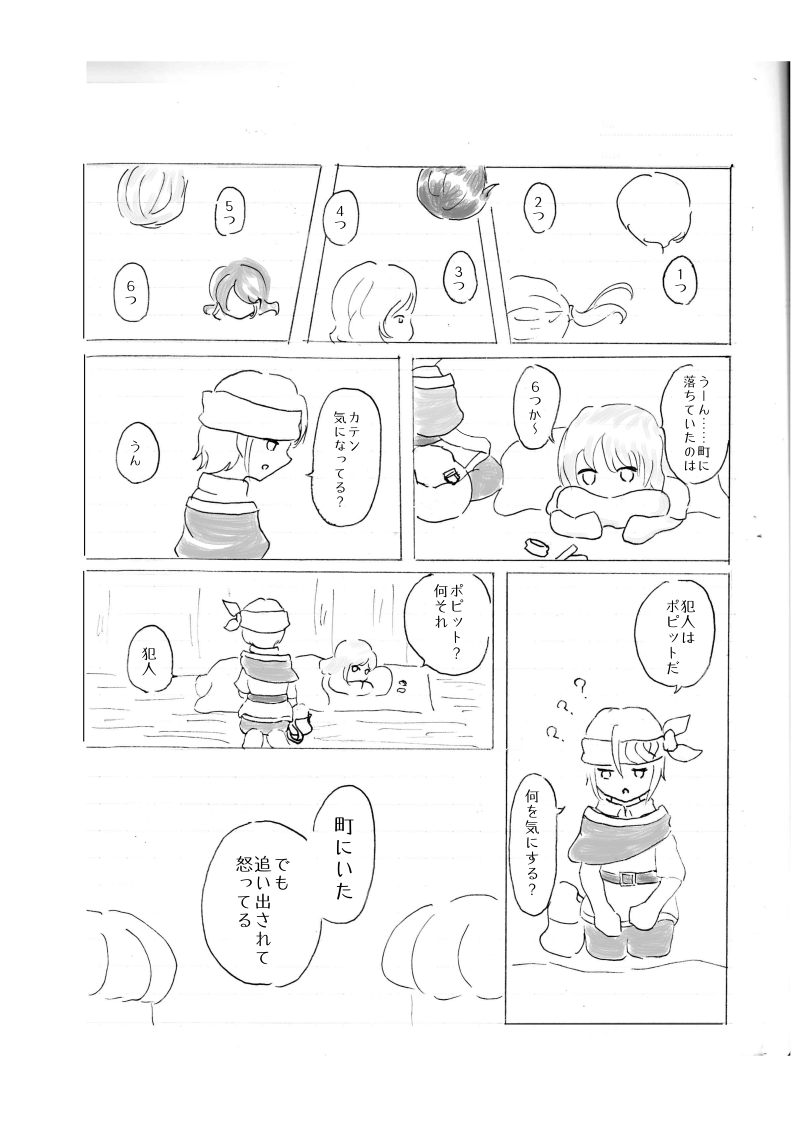 1つ
2つ
3つ
4つ
5つ
6つ
うーん……町に
落ちていたのは
6つか～
カテン
気になってる？
うん
犯人は
ポピットだ
？？？
何を気にする？
ポピット？
何それ
犯人
町にいた
でも
追い出されて
怒ってる